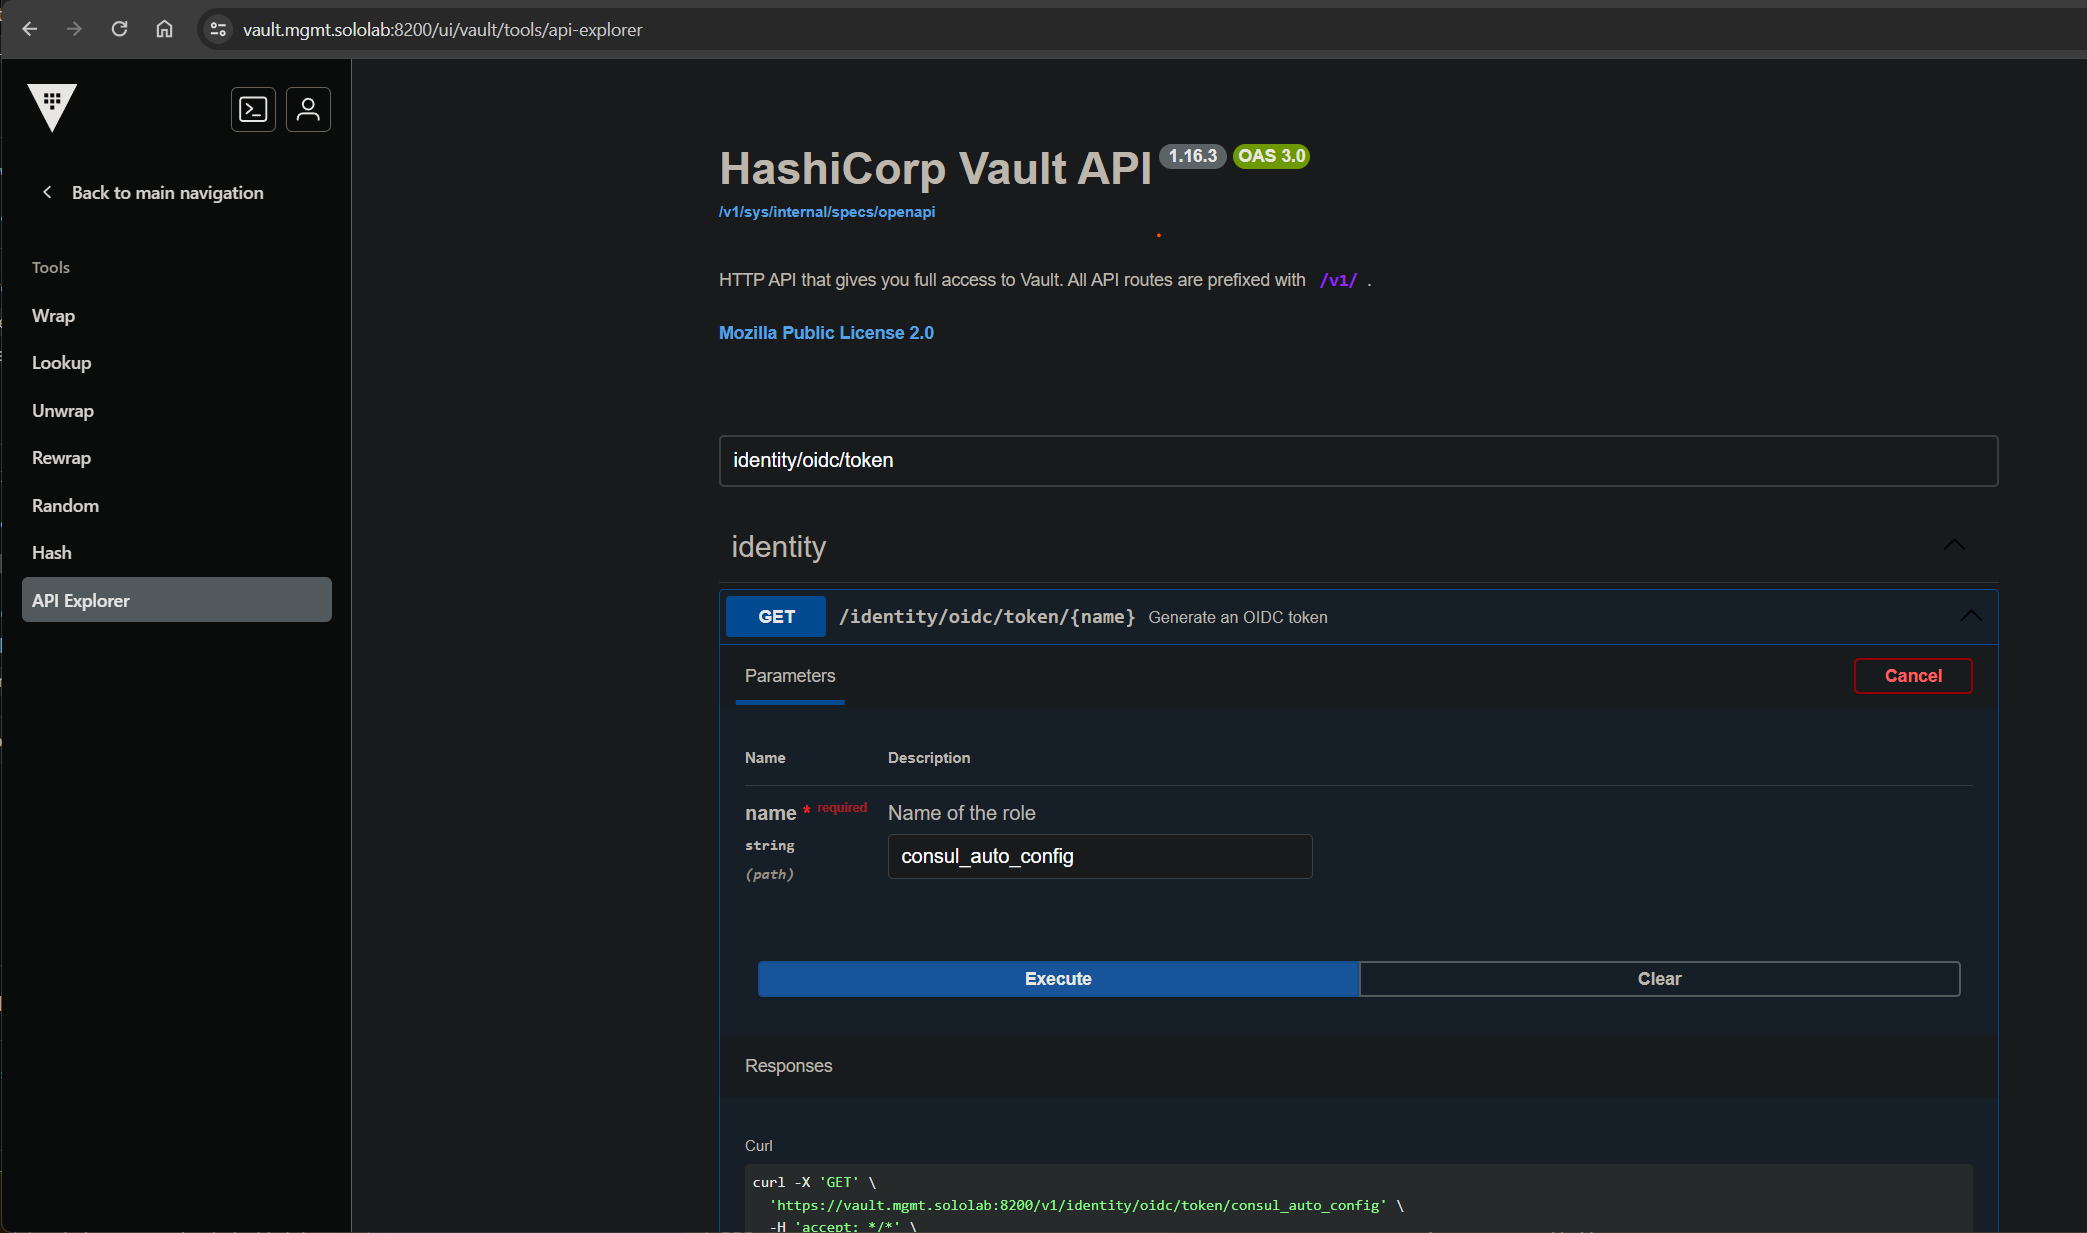 vault.mgmt.sololab:8200/ui/vault/tools/api-explorer
Back to main navigation
Tools
Wrap
Lookup
Unwrap
Rewrap
Random
Hash
API Explorer
HashiCorp Vault API 1.16.3 OAS 3.0
/v1/sys/internal/specs/openapi
HTTP API that gives you full access to Vault. All API routes are prefixed with /v1/ .
Mozilla Public License 2.0
identity/oidc/token
identity
GET /identity/oidc/token/{name} Generate an OIDC token
Parameters
Cancel
Name Description
name * required Name of the role
string
(path)
consul_auto_config
Execute Clear
Responses
Curl
curl -X 'GET' \
'https://vault.mgmt.sololab:8200/v1/identity/oidc/token/consul_auto_config' \
-H 'accept: */*' \